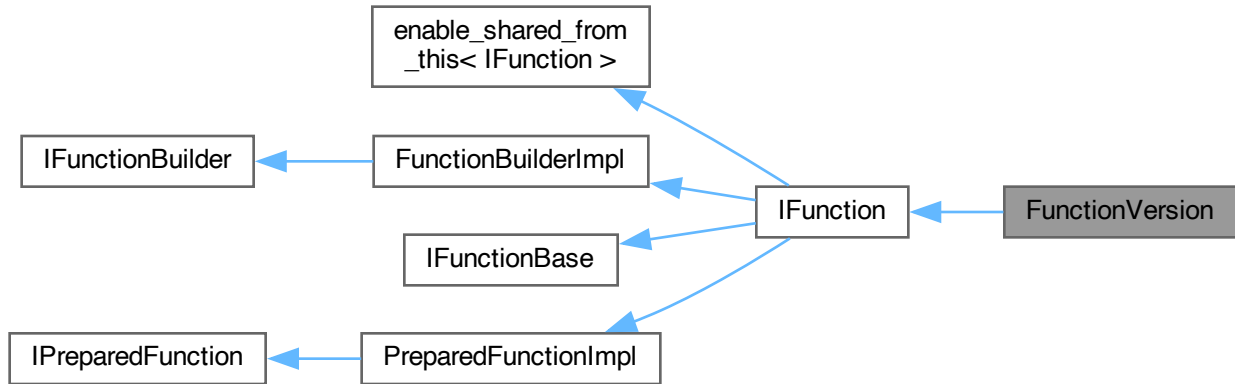 enable_shared_from
_this< IFunction >
IFunctionBuilder
FunctionBuilderImpl
IFunction
FunctionVersion
IFunctionBase
IPreparedFunction
PreparedFunctionImpl